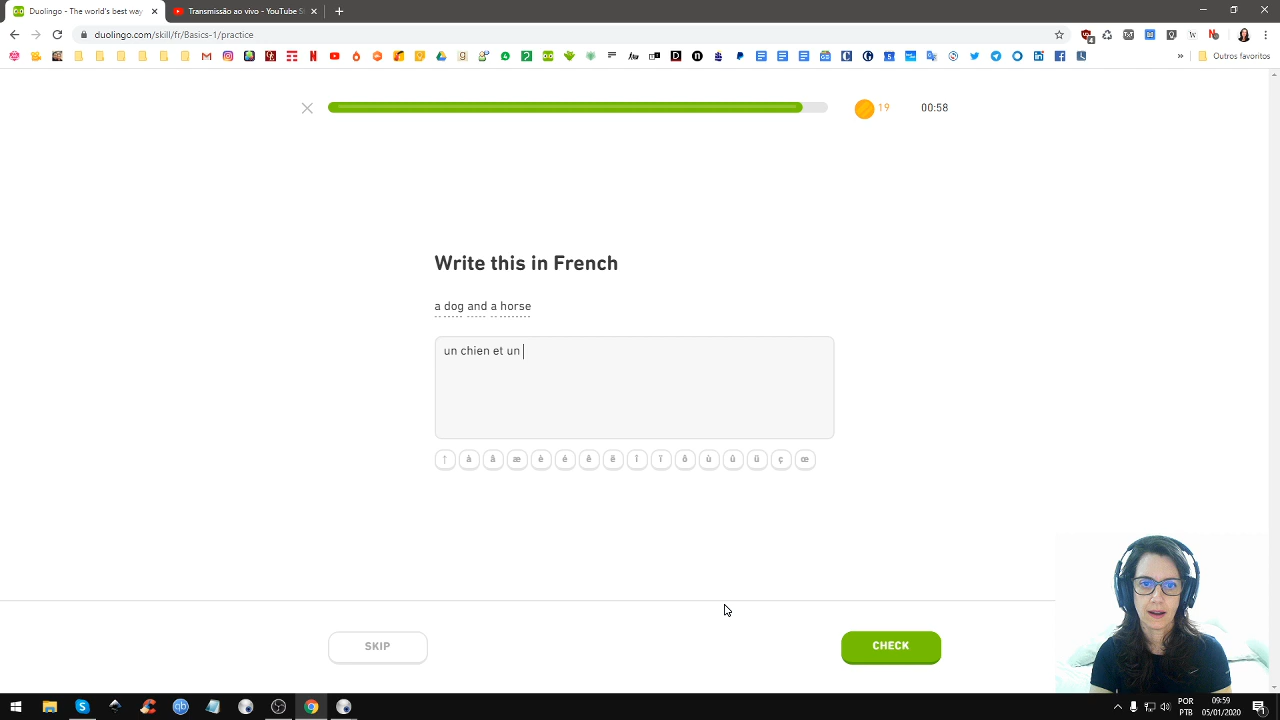 Duolingo - The world's best way
Transmissão ao vivo - YouTube S
duolingo.com/skill/fr/Basics-1/practice
Outros favoritos
19
00:58
Write this in French
a dog and a horse
un chien et un
↑ à â æ è é ê ë î ï ô ù û ü ç œ
SKIP
CHECK
POR
PTB
09:59
05/01/2020